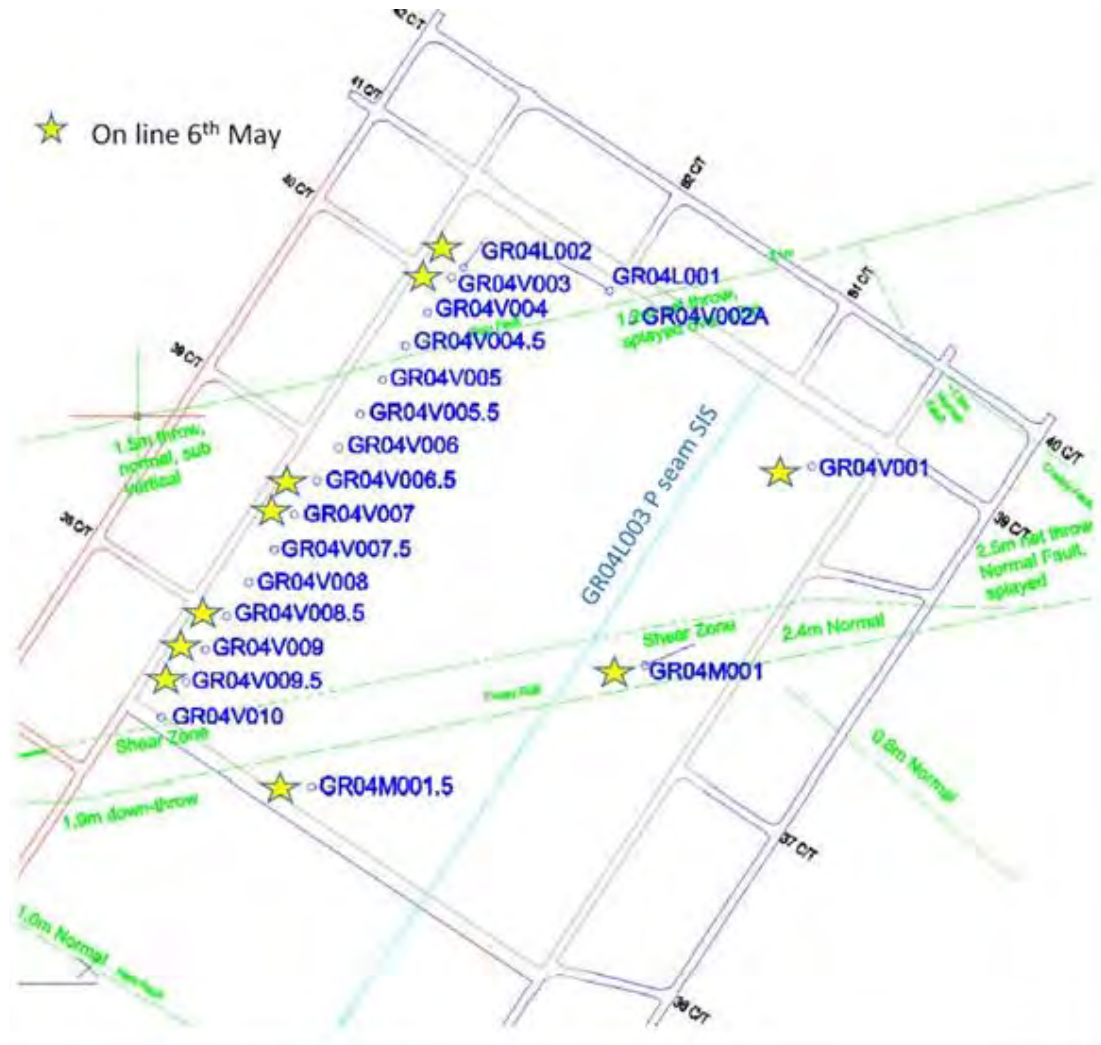 42 C/T
41 C/T
On line 6th May
40 C/T
92 C/T
GR04L002
GR04V003
GR04L001
91 C/T
GR04V004
GR04V002A
GR04V004.5
39 C/T
GR04V005
GR04V005.5
1.5m throw,
normal, sub
vertical
GR04V006
40 C/T
GR04V001
GR04V006.5
GR04V007
39 C/T
GR04L003 P seam SIS
GR04V007.5
2.5m net throw
Normal Fault,
splayed
GR04V008
GR04V008.5
Shear Zone
2.4m Normal
GR04V009
GR04M001
GR04V009.5
GR04V010
Shear Zone
0.8m Normal
GR04M001.5
1.9m down-throw
37 C/T
1.0m Normal